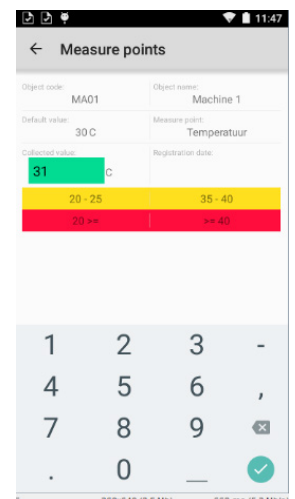 11:47
Measure points
Object code: Object name:
MA01 Machine 1
Default value: Measure point:
30 C Temperatuur
Collected value: Registration date:
31 C
20 - 25 35 - 40
20 >= >= 40
1 2 3 -
4 5 6 ,
7 8 9
. 0 _